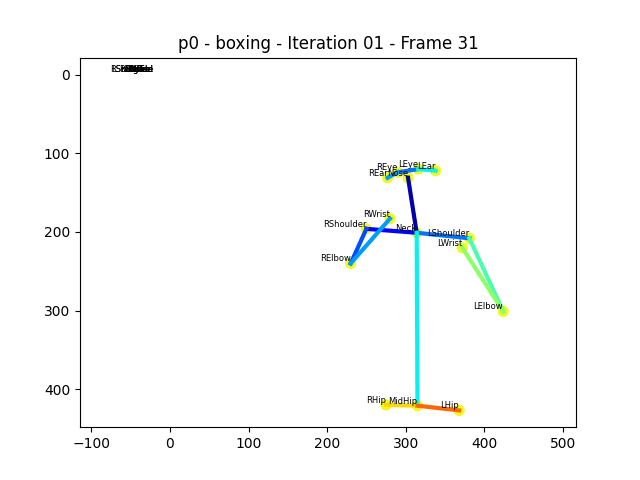 p0 - boxing - Iteration 01 - Frame 31
0
100
200
300
400
−100
0
100
200
300
400
500
REye
LEye
LEar
REar
Nose
RWrist
RShoulder
Neck
LShoulder
LWrist
RElbow
LElbow
RHip
MidHip
LHip